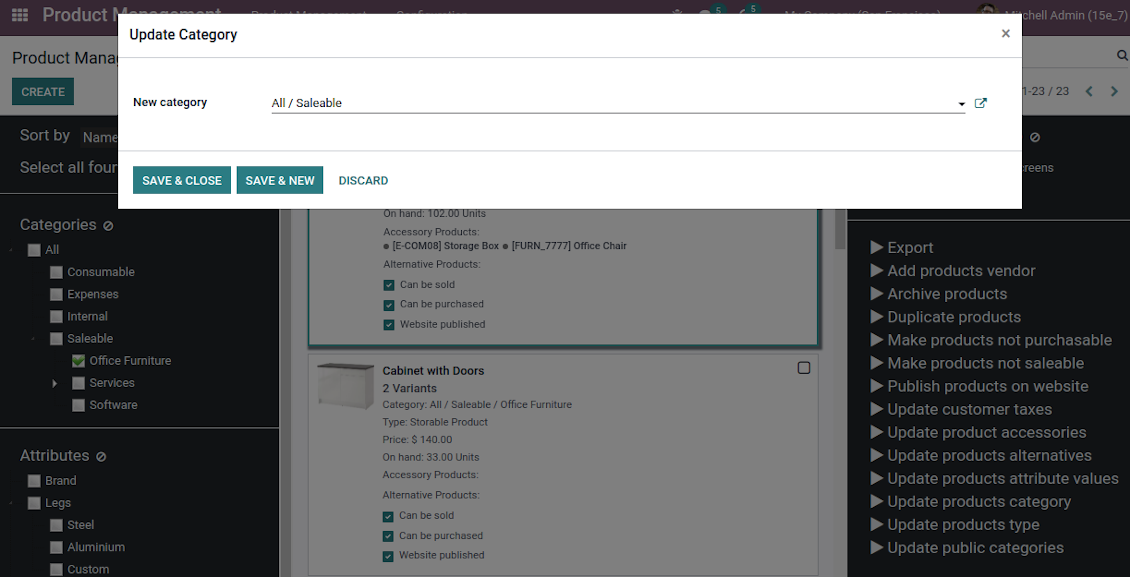 Product Management
5
5
Mitchell Admin (15e_7)
Update Category
×
Product Mana
CREATE
New category
All / Saleable
1-23 / 23
Sort by Name
Select all four
creens
SAVE & CLOSE
SAVE & NEW
DISCARD
Categories
All
Consumable
Expenses
Internal
Saleable
Office Furniture
Services
Software
Attributes
Brand
Legs
Steel
Aluminium
Custom
On hand: 102.00 Units
Accessory Products:
● [E-COM08] Storage Box ● [FURN_7777] Office Chair
Alternative Products:
Can be sold
Can be purchased
Website published
Cabinet with Doors
2 Variants
Category: All / Saleable / Office Furniture
Type: Storable Product
Price: $ 140.00
On hand: 33.00 Units
Accessory Products:
Alternative Products:
Can be sold
Can be purchased
Website published
Export
Add products vendor
Archive products
Duplicate products
Make products not purchasable
Make products not saleable
Publish products on website
Update customer taxes
Update product accessories
Update products alternatives
Update products attribute values
Update products category
Update products type
Update public categories